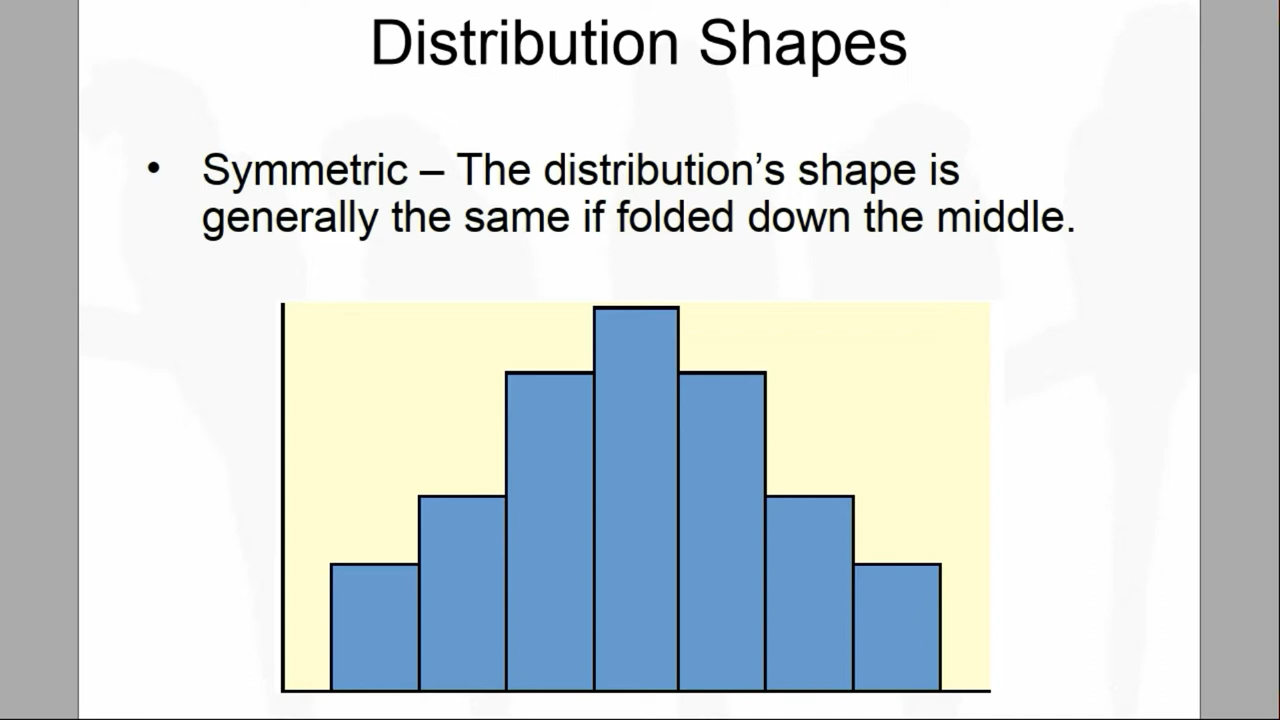 Distribution Shapes
• Symmetric – The distribution’s shape is
generally the same if folded down the middle.